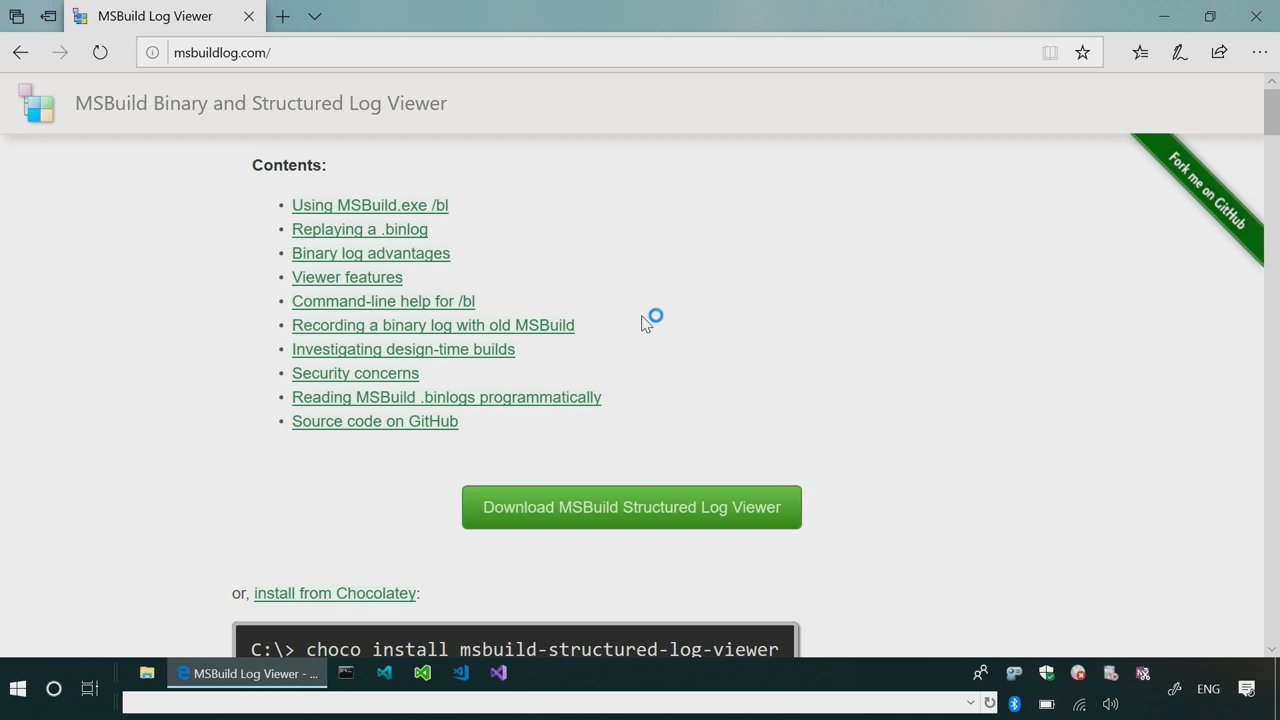 MSBuild Log Viewer
msbuildlog.com/
MSBuild Binary and Structured Log Viewer
Fork me on GitHub
Contents:
• Using MSBuild.exe /bl
• Replaying a .binlog
• Binary log advantages
• Viewer features
• Command-line help for /bl
• Recording a binary log with old MSBuild
• Investigating design-time builds
• Security concerns
• Reading MSBuild .binlogs programmatically
• Source code on GitHub
Download MSBuild Structured Log Viewer
or, install from Chocolatey:
C:\> choco install msbuild-structured-log-viewer
MSBuild Log Viewer - ...
ENG